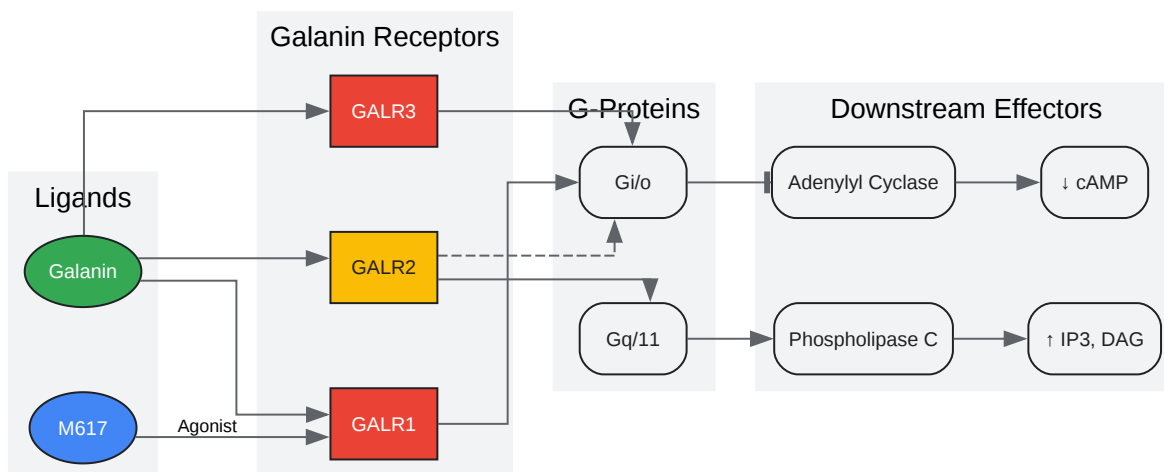 Galanin Receptors
GALR3
G-Proteins
Downstream Effectors
Ligands
Gi/o
Adenylyl Cyclase
↓ cAMP
Galanin
GALR2
Gq/11
Phospholipase C
↑ IP3, DAG
M617
Agonist
GALR1